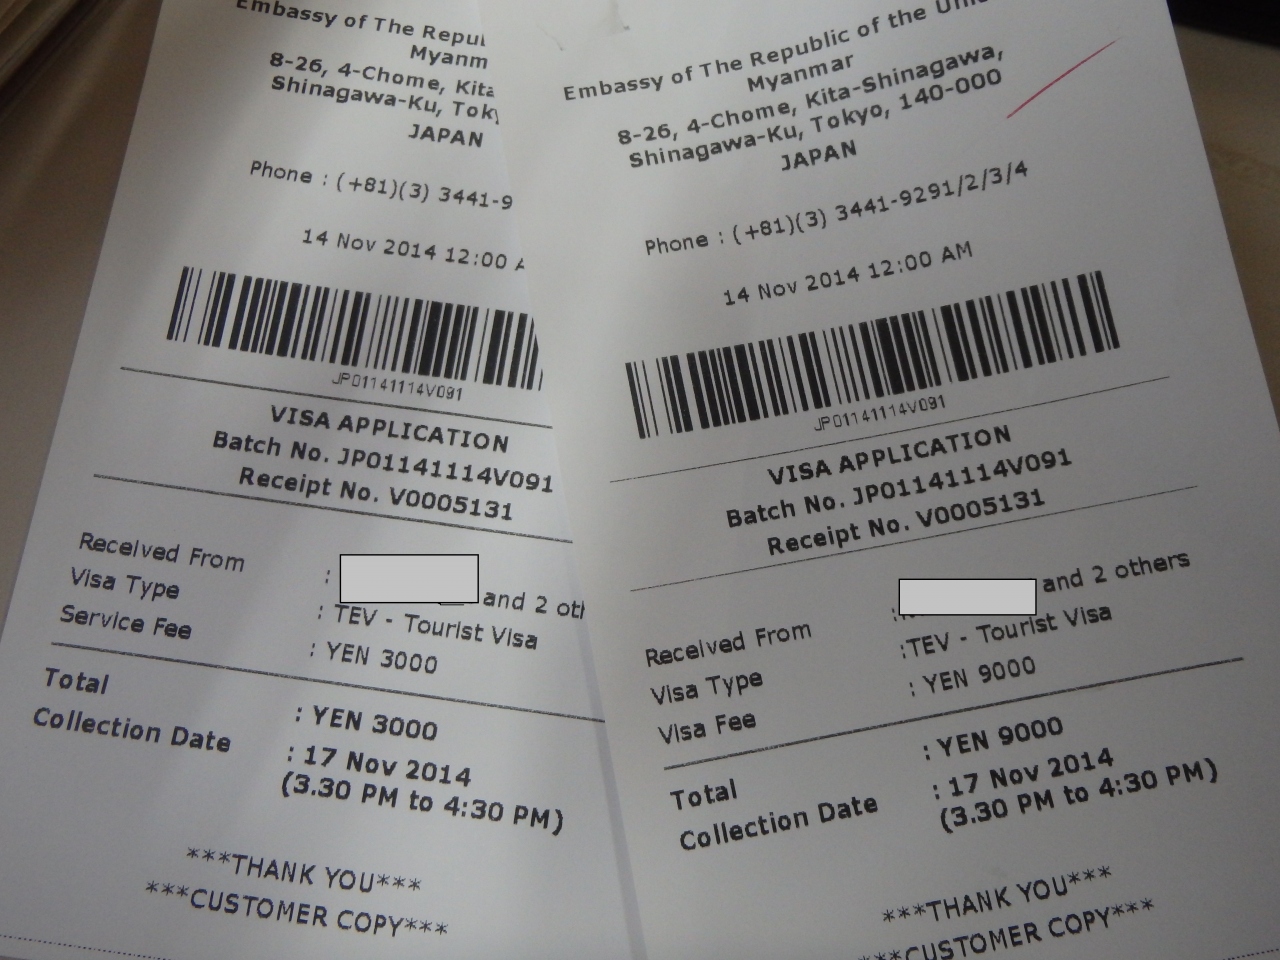 Embassy of The Repu
Myanm
8-26, 4-Chome, Kita
Shinagawa-Ku, Tok
JAPAN
Phone : (+81)(3) 3441-9
14 Nov 2014 12:00
JP01141114V091
VISA APPLICATION
Batch No. JP01141114V091
Receipt No. V0005131
Received From : and 2 oth
Visa Type : TEV - Tourist Visa
Service Fee : YEN 3000
Total : YEN 3000
Collection Date : 17 Nov 2014
(3.30 PM to 4:30 PM)
***THANK YOU***
***CUSTOMER COPY***
Embassy of The Republic of the Uni
Myanmar
8-26, 4-Chome, Kita-Shinagawa,
Shinagawa-Ku, Tokyo, 140-000
JAPAN
Phone : (+81)(3) 3441-9291/2/3/4
14 Nov 2014 12:00 AM
JP01141114V091
VISA APPLICATION
Batch No. JP01141114V091
Receipt No. V0005131
Received From : and 2 others
Visa Type :TEV - Tourist Visa
Visa Fee : YEN 9000
Total : YEN 9000
Collection Date : 17 Nov 2014
(3.30 PM to 4:30 PM)
***THANK YOU***
***CUSTOMER COPY***